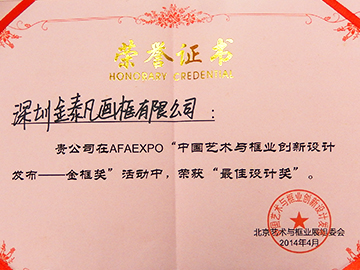 荣誉证书
HONORARY CREDENTIAL
深圳金泰凡画框有限公司：
贵公司在AFAEXPO“中国艺术与框业创新设计
发布——金框奖”活动中，荣获“最佳设计奖”。
北京艺术与框业展组委会
2014年4月